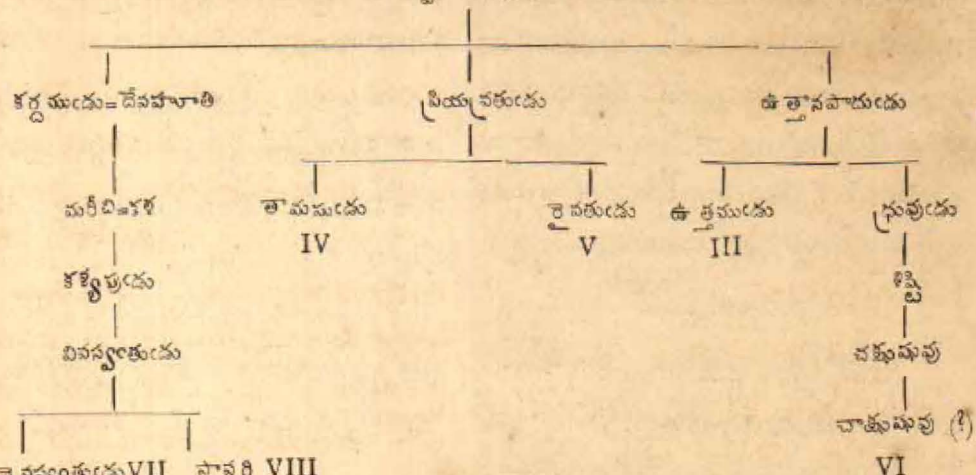 కర్దముఁడు=దేవహూతి ప్రియవ్రతుఁడు ఉత్తానపాదుఁడు
మరీచి=కళ తామసుఁడు రైవతుఁడు ఉత్తముఁడు ధ్రువుఁడు
IV V III
కశ్యపుఁడు శిష్టి
వివస్వంతుఁడు చక్షుషువు
చాక్షుషువు (?)
VII సావర్ణి VIII VI